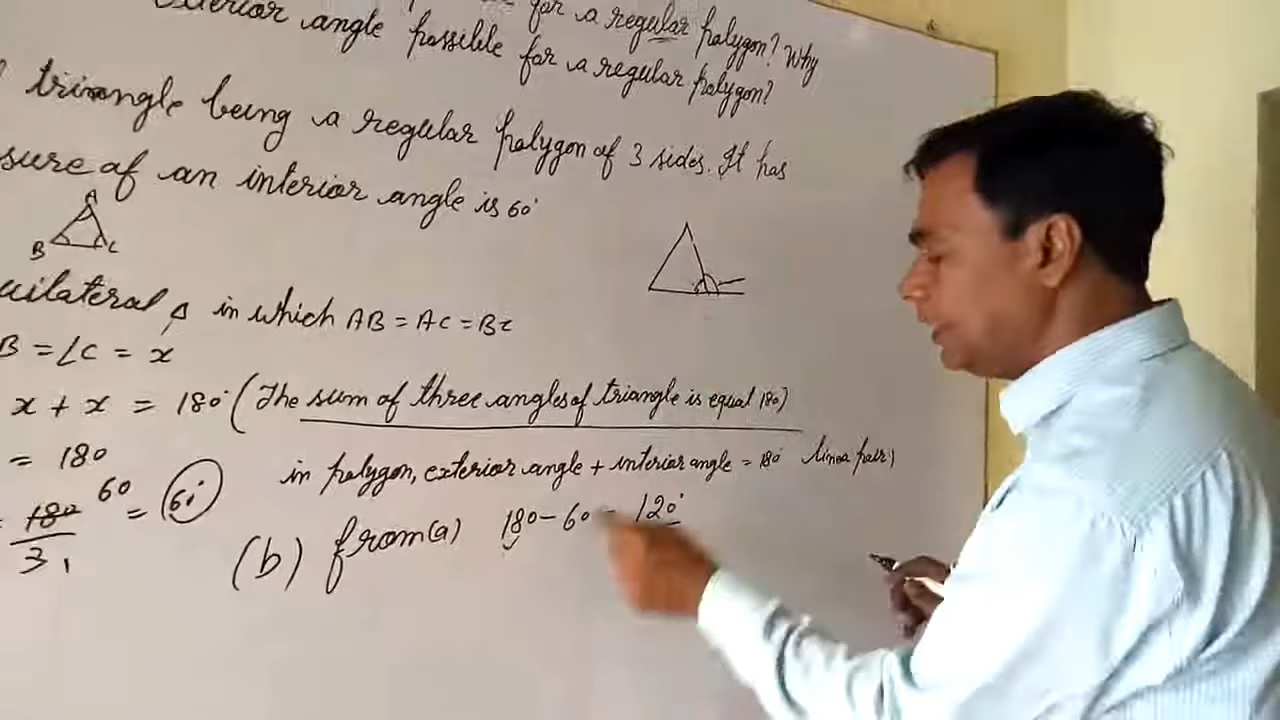 for a regular polygon? Why
exterior angle possible for a regular polygon?
triangle being a regular polygon of 3 sides. It has
sure of an interior angle is 60°
A
B C
uilateral Δ in which AB = AC = BC
B = ∠C = x
x + x = 180° (The sum of three angles of triangle is equal 180)
= 180
in polygon, exterior angle + interior angle = 180° linea pair)
180/3 60 = 60°
1
(b) from (a) 180 - 60 = 120°